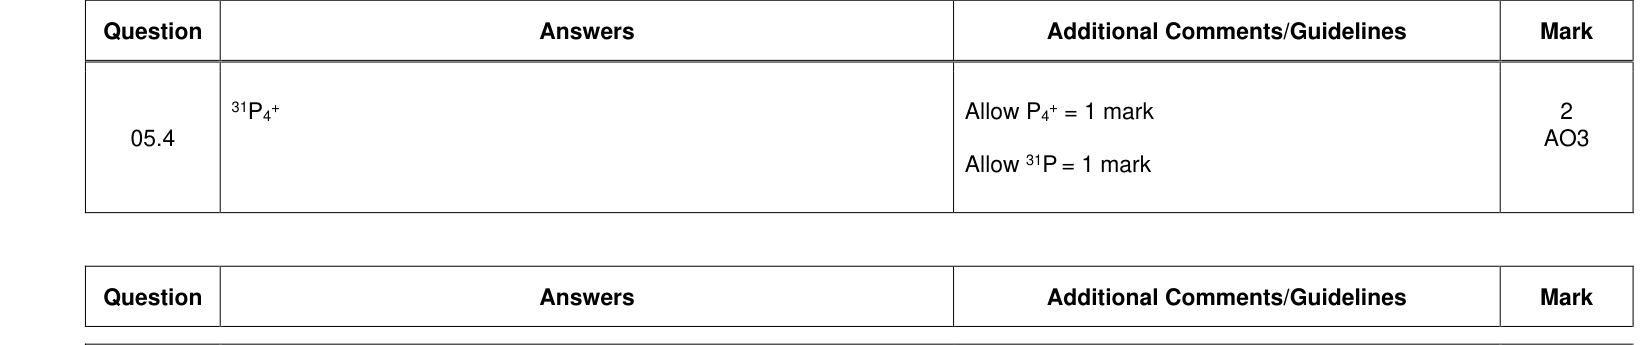 Question Answers Additional Comments/Guidelines Mark
³¹P₄⁺ Allow P₄⁺ = 1 mark 2
05.4 AO3
Allow ³¹P = 1 mark
Question Answers Additional Comments/Guidelines Mark